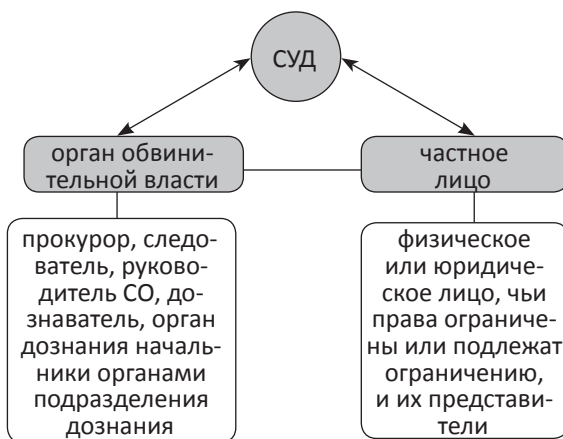 СУД
орган обвини-
тельной власти
частное
лицо
прокурор, следо-
ватель, руково-
дитель СО, до-
знаватель, орган
дознания началь-
ники органами
подразделения
дознания
физическое
или юридиче-
ское лицо, чьи
права ограниче-
ны или подлежат
ограничению,
и их представи-
тели